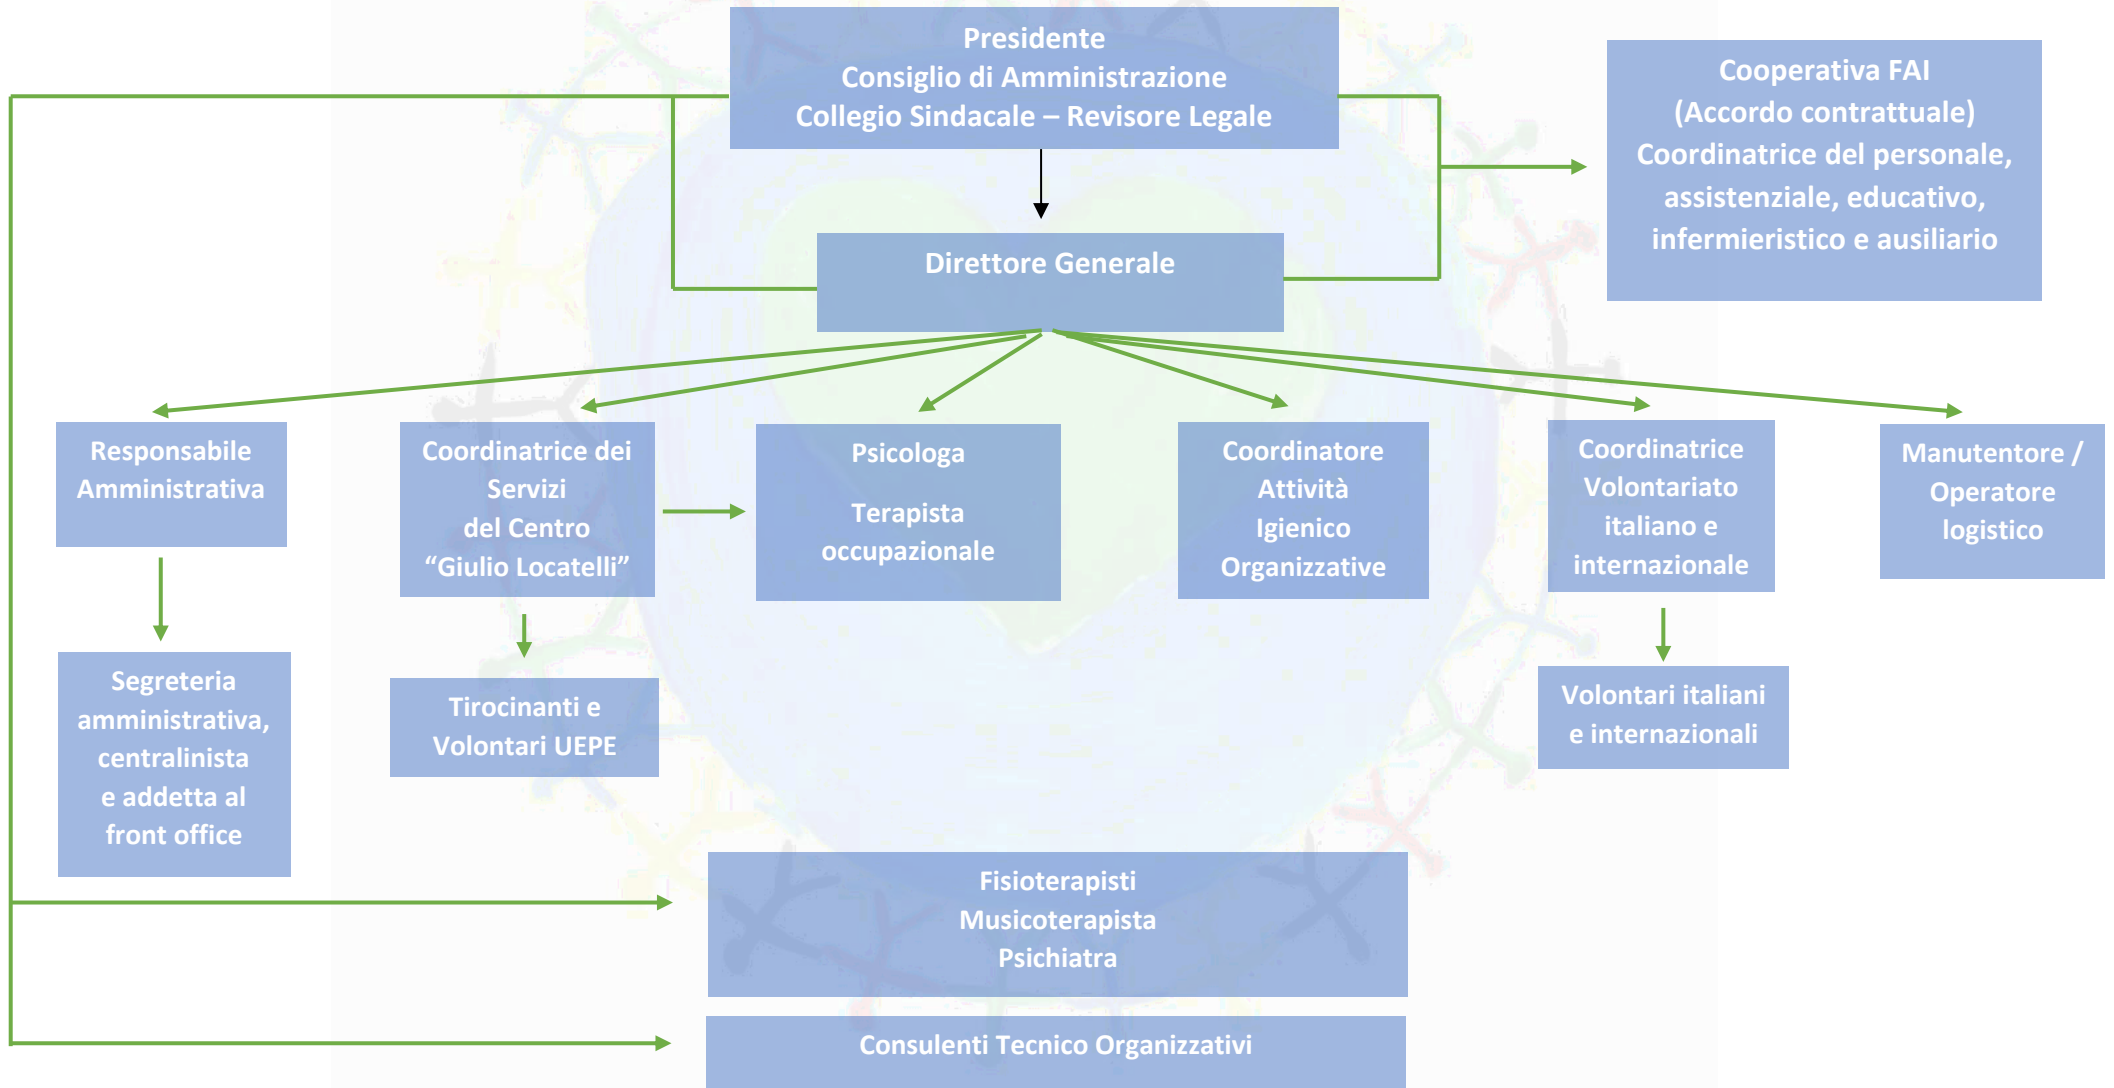 Presidente
Consiglio di Amministrazione
Collegio Sindacale – Revisore Legale
Cooperativa FAI
(Accordo contrattuale)
Coordinatrice del personale,
assistenziale, educativo,
infermieristico e ausiliario
Direttore Generale
Responsabile
Amministrativa
Coordinatrice dei
Servizi
del Centro
“Giulio Locatelli”
Psicologa
Terapista
occupazionale
Coordinatore
Attività
Igienico
Organizzative
Coordinatrice
Volontariato
italiano e
internazionale
Manutentore /
Operatore
logistico
Segreteria
amministrativa,
centralinista
e addetta al
front office
Tirocinanti e
Volontari UEPE
Volontari italiani
e internazionali
Fisioterapisti
Musicoterapista
Psichiatra
Consulenti Tecnico Organizzativi